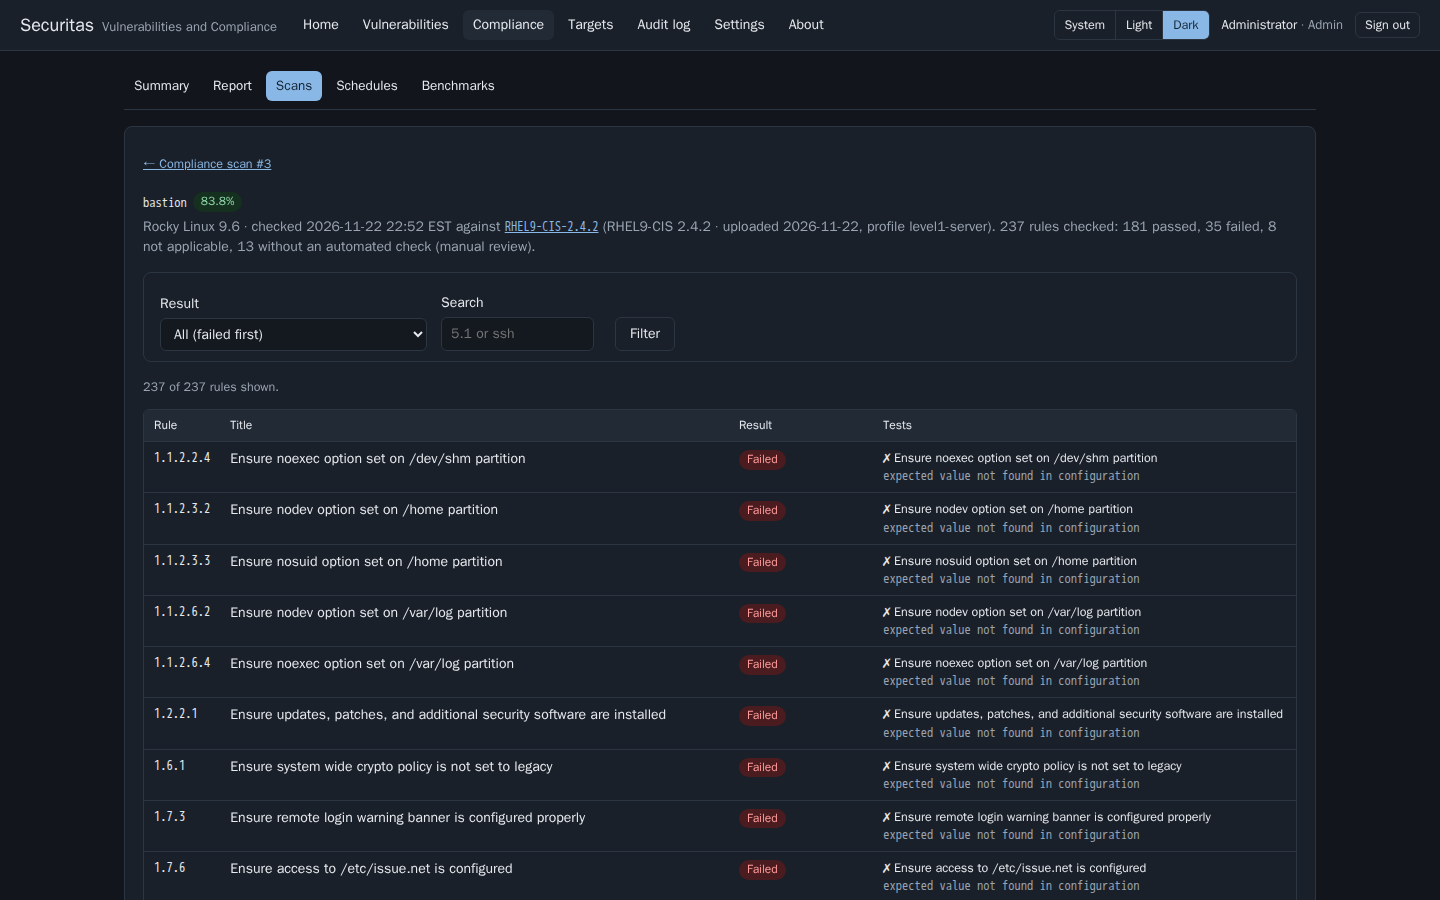 Securitas Vulnerabilities and Compliance Home Vulnerabilities Compliance Targets Audit log Settings About System Light Dark Administrator · Admin Sign out
Summary Report Scans Schedules Benchmarks
← Compliance scan #3
bastion 83.8%
Rocky Linux 9.6 · checked 2026-11-22 22:52 EST against RHEL9-CIS-2.4.2 (RHEL9-CIS 2.4.2 · uploaded 2026-11-22, profile level1-server). 237 rules checked: 181 passed, 35 failed, 8
not applicable, 13 without an automated check (manual review).
Result Search
All (failed first) 5.1 or ssh Filter
237 of 237 rules shown.
Rule Title Result Tests
1.1.2.2.4 Ensure noexec option set on /dev/shm partition Failed ✗ Ensure noexec option set on /dev/shm partition
expected value not found in configuration
1.1.2.3.2 Ensure nodev option set on /home partition Failed ✗ Ensure nodev option set on /home partition
expected value not found in configuration
1.1.2.3.3 Ensure nosuid option set on /home partition Failed ✗ Ensure nosuid option set on /home partition
expected value not found in configuration
1.1.2.6.2 Ensure nodev option set on /var/log partition Failed ✗ Ensure nodev option set on /var/log partition
expected value not found in configuration
1.1.2.6.4 Ensure noexec option set on /var/log partition Failed ✗ Ensure noexec option set on /var/log partition
expected value not found in configuration
1.2.2.1 Ensure updates, patches, and additional security software are installed Failed ✗ Ensure updates, patches, and additional security software are installed
expected value not found in configuration
1.6.1 Ensure system wide crypto policy is not set to legacy Failed ✗ Ensure system wide crypto policy is not set to legacy
expected value not found in configuration
1.7.3 Ensure remote login warning banner is configured properly Failed ✗ Ensure remote login warning banner is configured properly
expected value not found in configuration
1.7.6 Ensure access to /etc/issue.net is configured Failed ✗ Ensure access to /etc/issue.net is configured
expected value not found in configuration